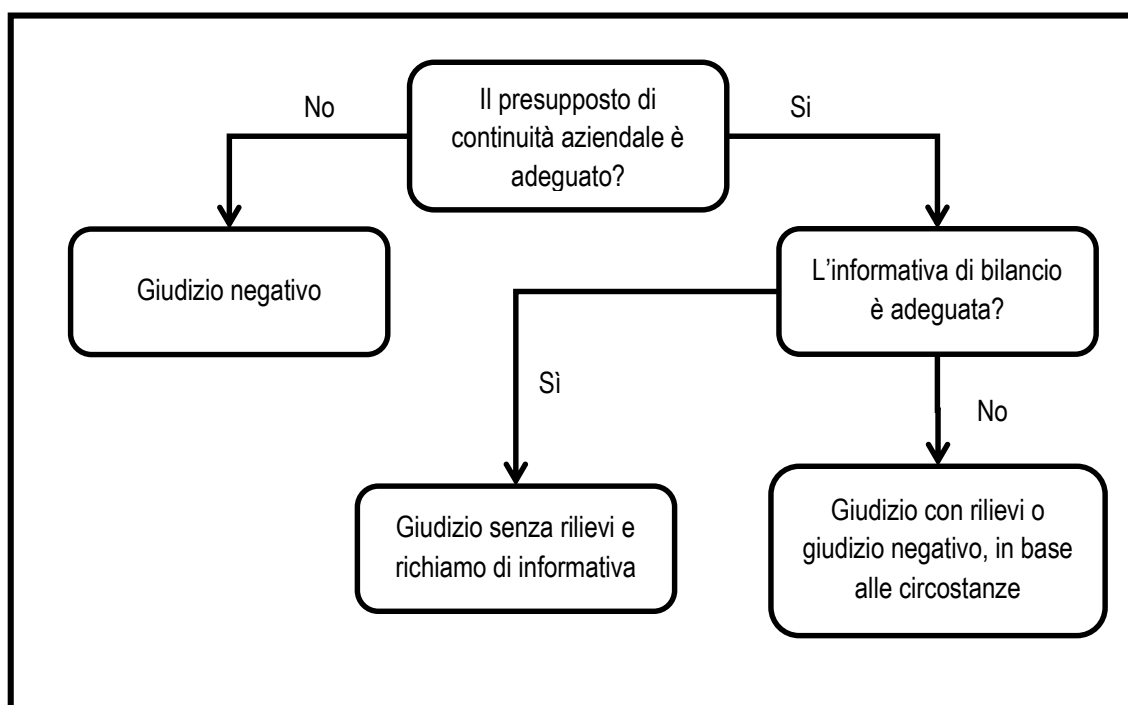 Il presupposto di
continuità aziendale è
adeguato?
No
Si
Giudizio negativo
L'informativa di bilancio
è adeguata?
Sì
No
Giudizio senza rilievi e
richiamo di informativa
Giudizio con rilievi o
giudizio negativo, in base
alle circostanze